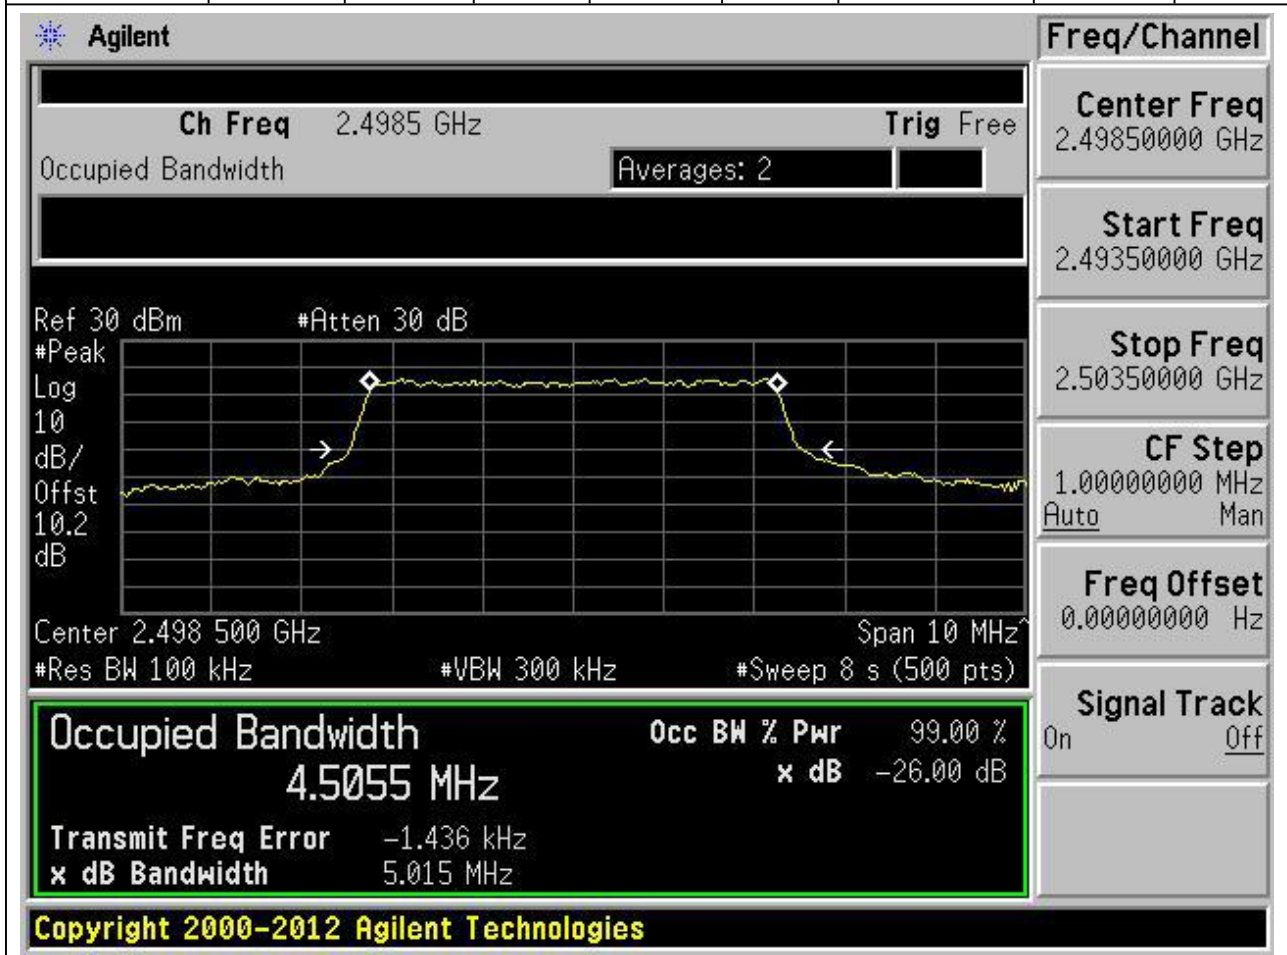 Agilent
Freq/Channel
Ch Freq 2.4985 GHz Trig Free
Occupied Bandwidth Averages: 2
Center Freq
2.49850000 GHz
Start Freq
2.49350000 GHz
Stop Freq
2.50350000 GHz
CF Step
1.00000000 MHz
Auto Man
Freq Offset
0.00000000 Hz
Signal Track
On Off
Ref 30 dBm #Atten 30 dB
#Peak
Log
10
dB/
Offst
10.2
dB
Center 2.498 500 GHz Span 10 MHz^
#Res BW 100 kHz #VBW 300 kHz #Sweep 8 s (500 pts)
Occupied Bandwidth Occ BW % Pwr 99.00 %
4.5055 MHz x dB -26.00 dB
Transmit Freq Error -1.436 kHz
x dB Bandwidth 5.015 MHz
Copyright 2000-2012 Agilent Technologies